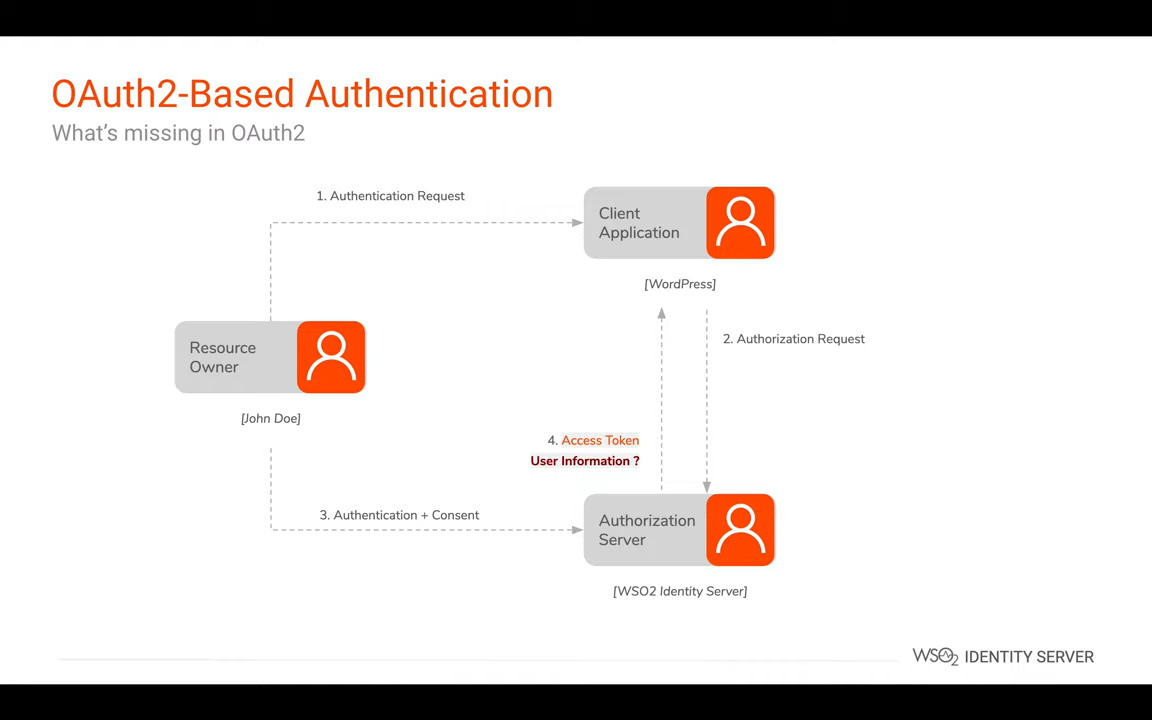 OAuth2-Based Authentication
What's missing in OAuth2
1. Authentication Request
Client
Application
[WordPress]
2. Authorization Request
Resource
Owner
[John Doe]
4. Access Token
User Information ?
3. Authentication + Consent
Authorization
Server
[WSO2 Identity Server]
WSO2 IDENTITY SERVER